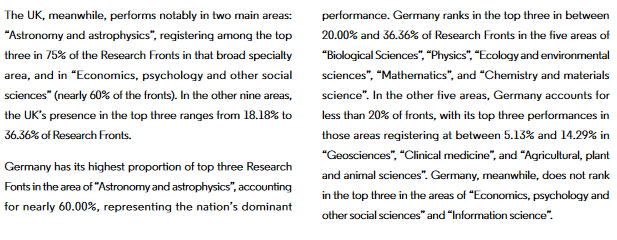 The UK, meanwhile, performs notably in two main areas:
“Astronomy and astrophysics”, registering among the top
three in 75% of the Research Fronts in that broad specialty
area, and in “Economics, psychology and other social
sciences” (nearly 60% of the fronts). In the other nine areas,
the UK’s presence in the top three ranges from 18.18% to
36.36% of Research Fronts.
Germany has its highest proportion of top three Research
Fonts in the area of “Astronomy and astrophysics”, accounting
for nearly 60.00%, representing the nation’s dominant
performance. Germany ranks in the top three in between
20.00% and 36.36% of Research Fronts in the five areas of
“Biological Sciences”, “Physics”, “Ecology and environmental
sciences”, “Mathematics”, and “Chemistry and materials
science”. In the other five areas, Germany accounts for
less than 20% of fronts, with its top three performances in
those areas registering at between 5.13% and 14.29% in
“Geosciences”, “Clinical medicine”, and “Agricultural, plant
and animal sciences”. Germany, meanwhile, does not rank
in the top three in the areas of “Economics, psychology and
other social sciences” and “Information science”.